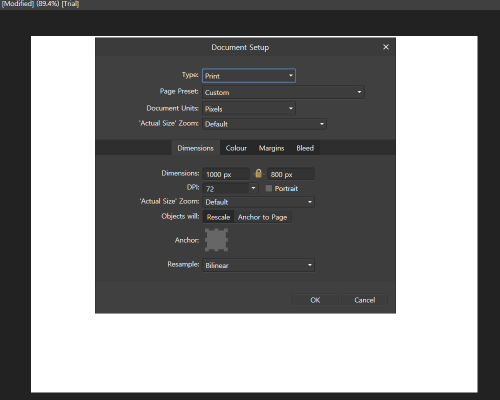 [Modified] (89.4%) [Trial]
Document Setup
Type: Print
Page Preset: Custom
Document Units: Pixels
'Actual Size' Zoom: Default
Dimensions Colour Margins Bleed
Dimensions: 1000 px 800 px
DPI: 72 Portrait
'Actual Size' Zoom: Default
Objects will: Rescale Anchor to Page
Anchor:
Resample: Bilinear
OK Cancel